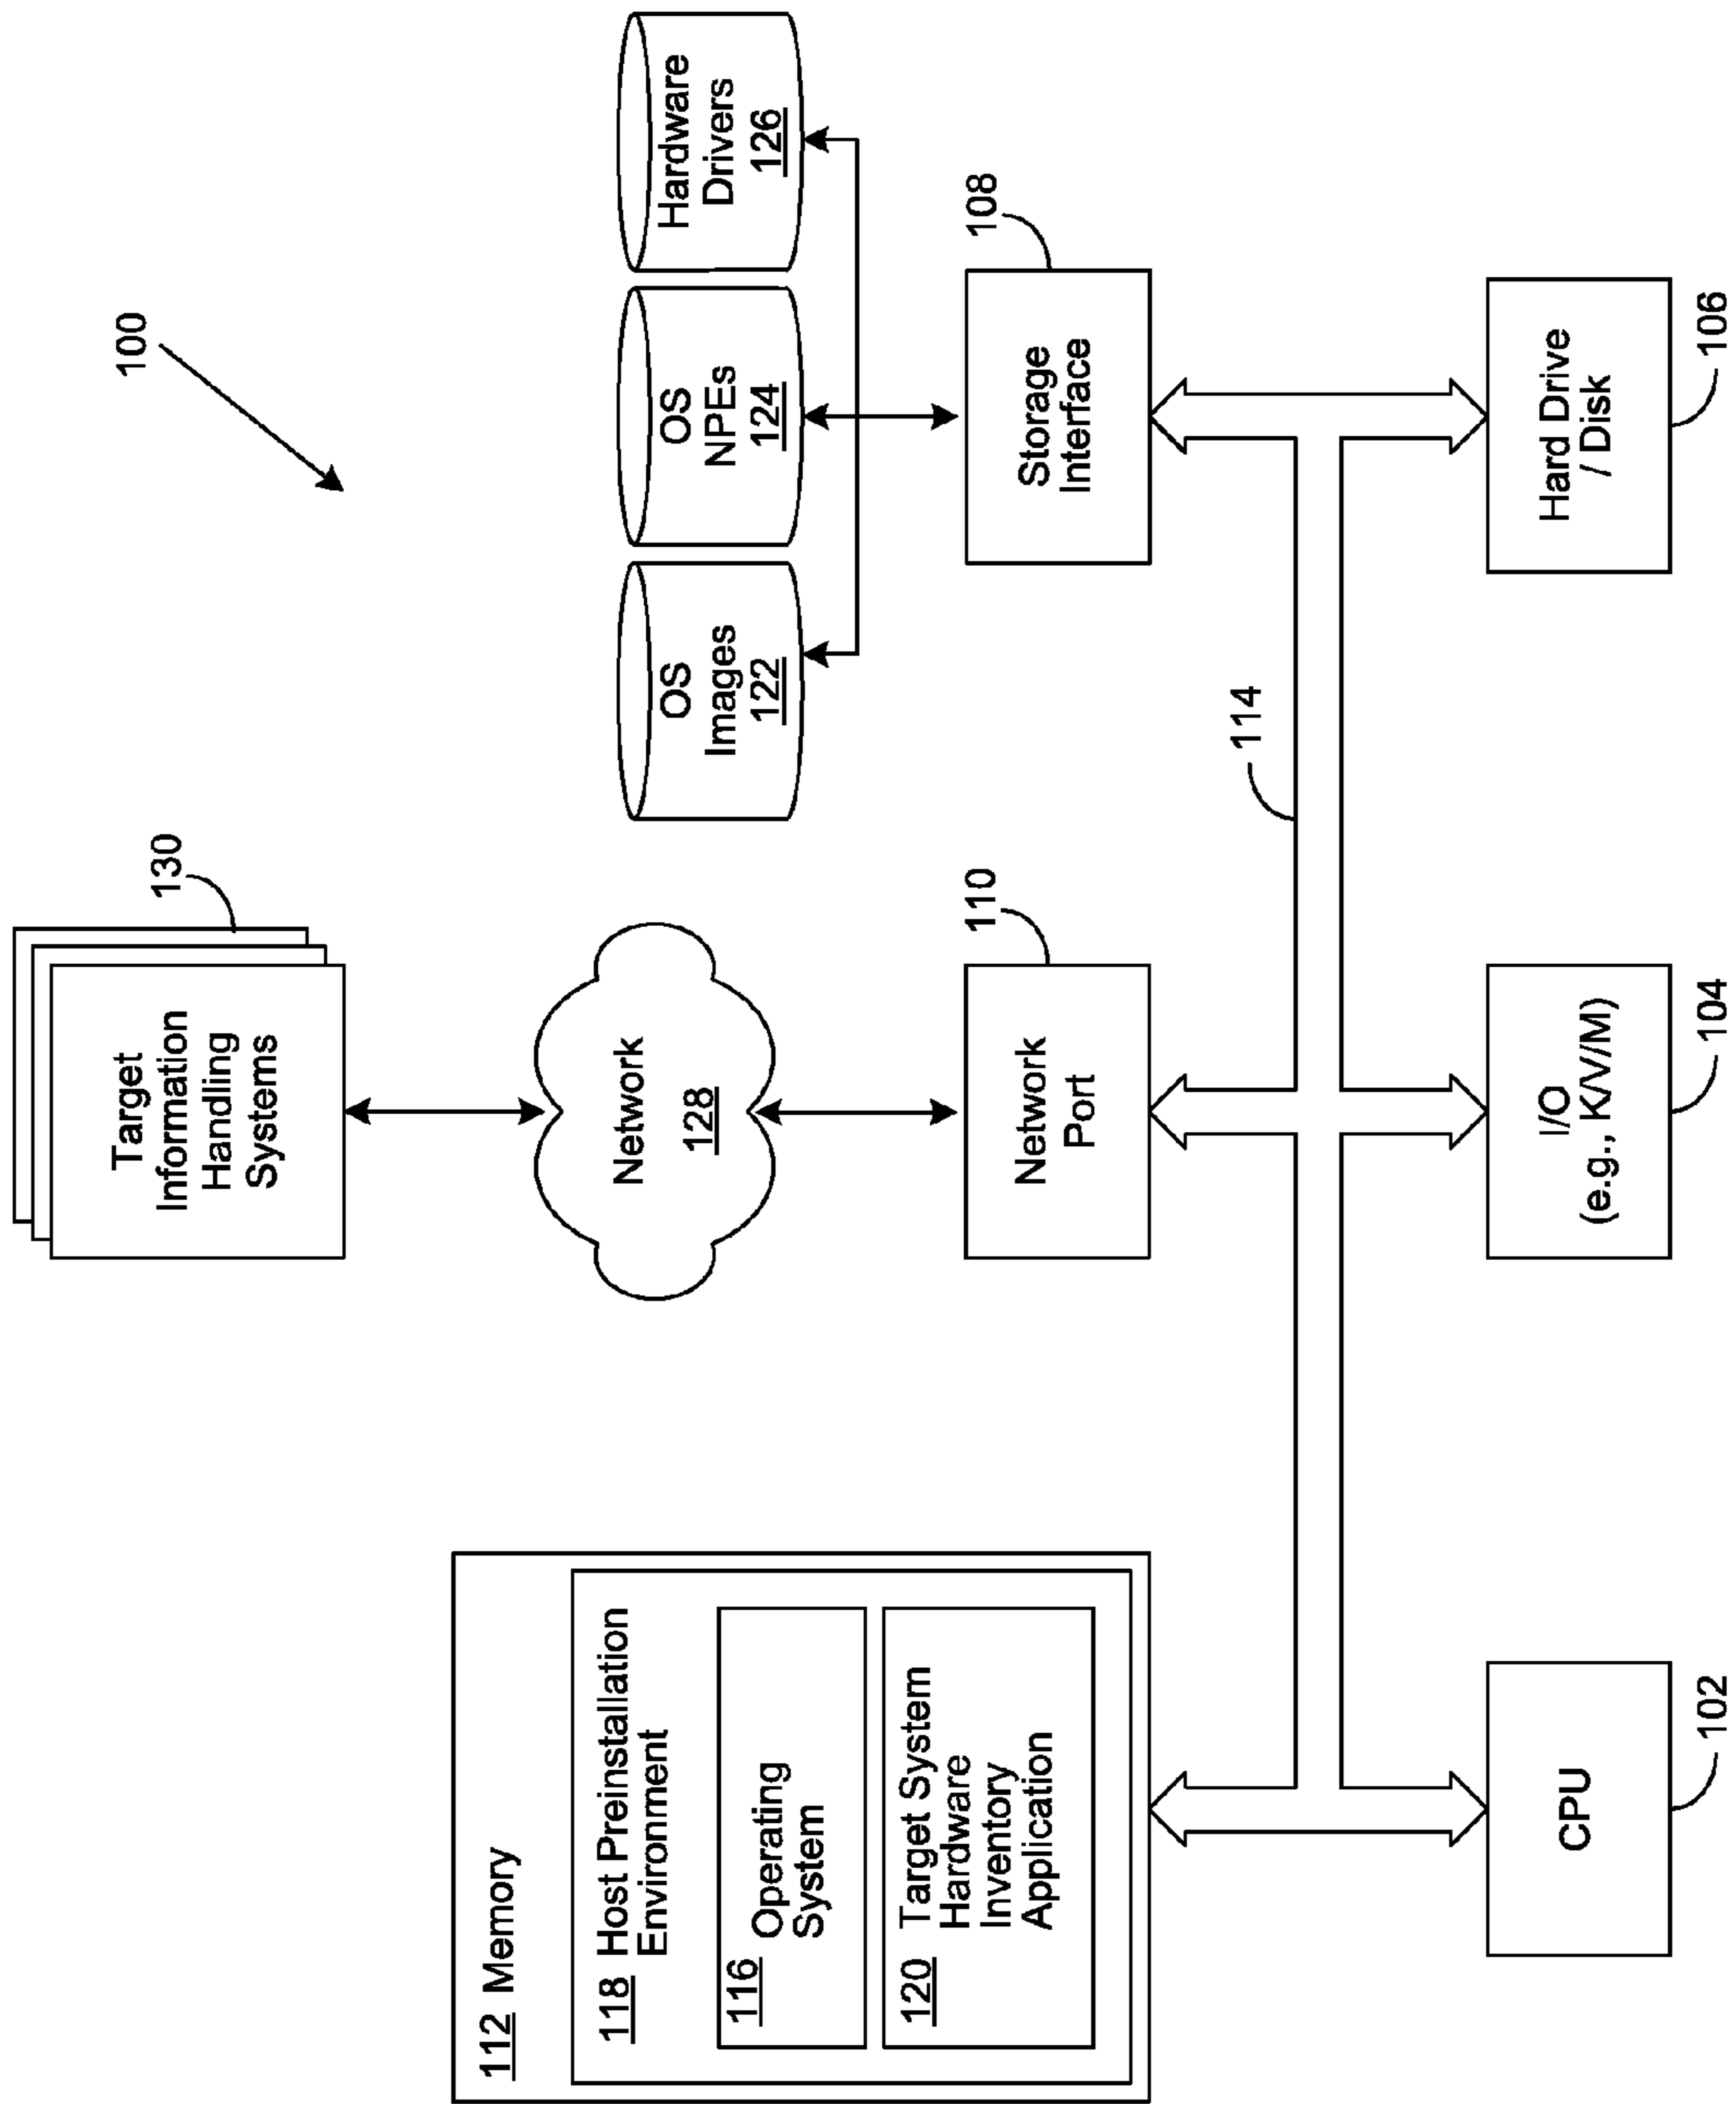 100
Target
Information
Handling
Systems
130
112 Memory
118 Host Preinstallation
Environment
116 Operating
System
120 Target System
Hardware
Inventory
Application
Network
128
OS
Images
122
OS
NPEs
124
Hardware
Drivers
126
Network
Port
110
Storage
Interface
108
114
CPU
102
I/O
(e.g., K/V/M)
104
Hard Drive
/ Disk
106